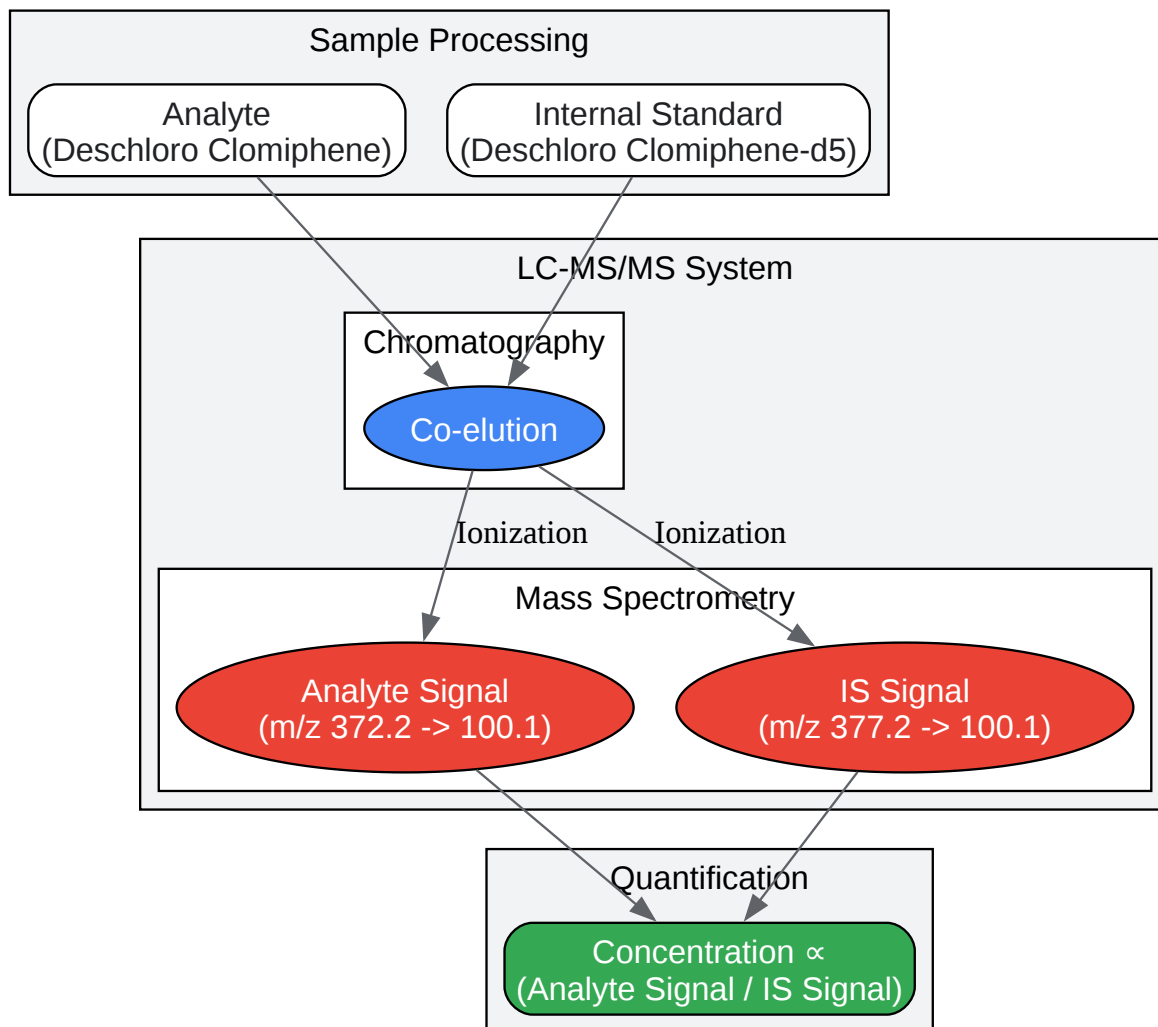 Sample Processing
Analyte
(Deschloro Clomiphene)
Internal Standard
(Deschloro Clomiphene-d5)
LC-MS/MS System
Chromatography
Co-elution
Ionization
Ionization
Mass Spectrometry
Analyte Signal
(m/z 372.2 -> 100.1)
IS Signal
(m/z 377.2 -> 100.1)
Quantification
Concentration ∝
(Analyte Signal / IS Signal)